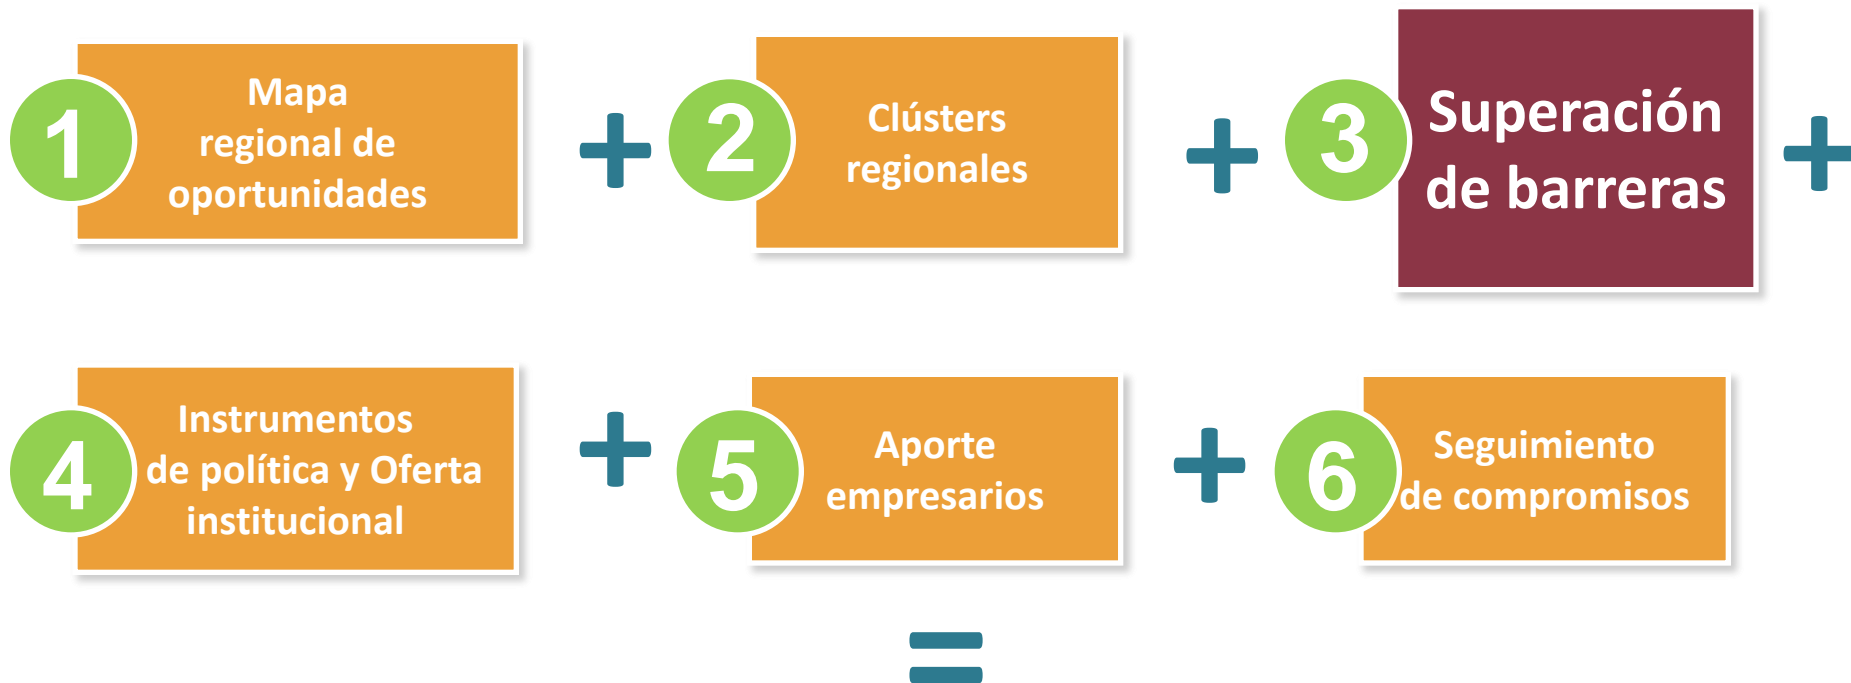 1
Mapa
regional de
oportunidades
+
2
Clústers
regionales
+
3
Superación
de barreras
+
4
Instrumentos
de política y Oferta
institucional
+
5
Aporte
empresarios
+
6
Seguimiento
de compromisos
=